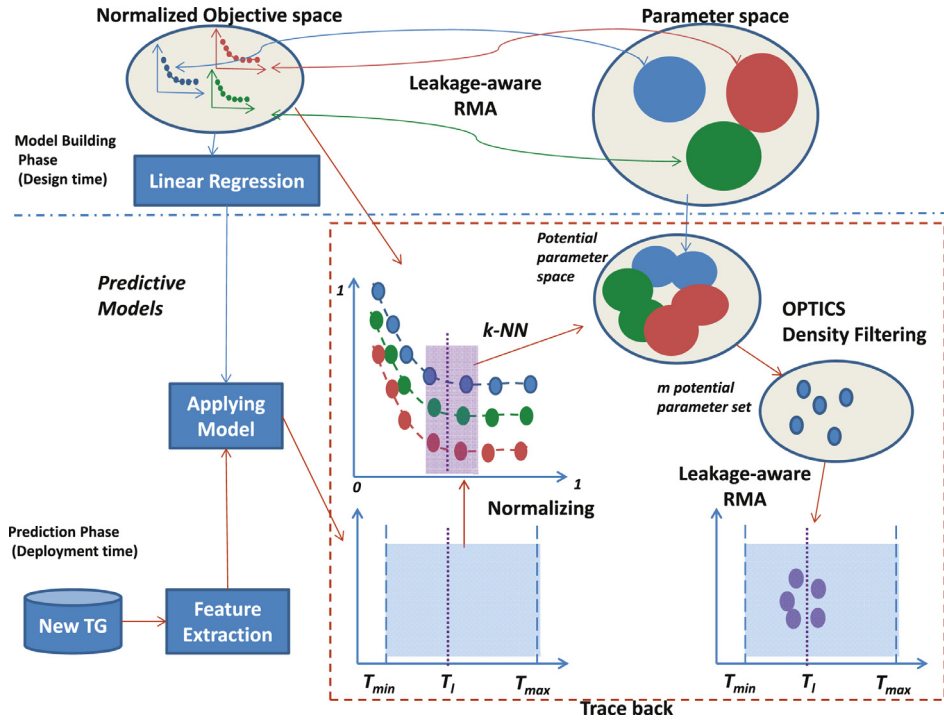 Normalized Objective space
Parameter space
Leakage-aware
RMA
Model Building
Phase
(Design time)
Linear Regression
Predictive
Models
Potential
parameter
space
1
k-NN
OPTICS
Density Filtering
m potential
parameter set
Applying
Model
0
1
Normalizing
Leakage-aware
RMA
Prediction Phase
(Deployment time)
New TG
Feature
Extraction
Tmin
Tl
Tmax
Tmin
Tl
Tmax
Trace back